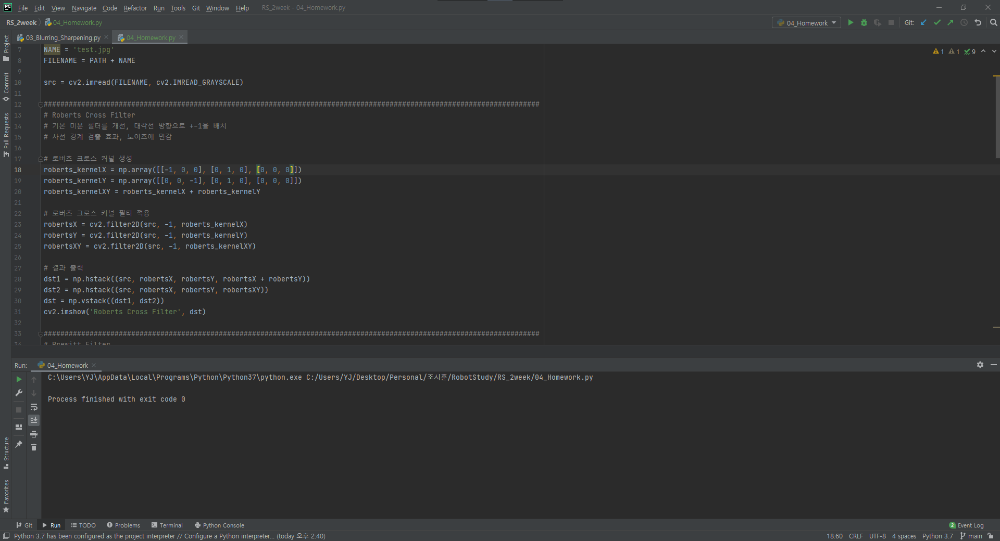 PC File Edit View Navigate Code Refactor Run Tools Git Window Help RS_2week - 04_Homework.py
RS_2week 04_Homework.py 04_Homework Git:
03_Blurring_Sharpening.py 04_Homework.py
Project
Commit
Pull Requests
1 1 9
7 NAME = 'test.jpg'
8 FILENAME = PATH + NAME
9
10 src = cv2.imread(FILENAME, cv2.IMREAD_GRAYSCALE)
11
12 #######################################################################################################################
13 # Roberts Cross Filter
14 # 기본 미분 필터를 개선, 대각선 방향으로 +-1을 배치
15 # 사선 경계 검출 효과, 노이즈에 민감
16
17 # 로버즈 크로스 커널 생성
18 roberts_kernelX = np.array([[-1, 0, 0], [0, 1, 0], [0, 0, 0]])
19 roberts_kernelY = np.array([[0, 0, -1], [0, 1, 0], [0, 0, 0]])
20 roberts_kernelXY = roberts_kernelX + roberts_kernelY
21
22 # 로버즈 크로스 커널 필터 적용
23 robertsX = cv2.filter2D(src, -1, roberts_kernelX)
24 robertsY = cv2.filter2D(src, -1, roberts_kernelY)
25 robertsXY = cv2.filter2D(src, -1, roberts_kernelXY)
26
27 # 결과 출력
28 dst1 = np.hstack((src, robertsX, robertsY, robertsX + robertsY))
29 dst2 = np.hstack((src, robertsX, robertsY, robertsXY))
30 dst = np.vstack((dst1, dst2))
31 cv2.imshow('Roberts Cross Filter', dst)
32
33 #######################################################################################################################
34 # Prewitt Filter
Run: 04_Homework
C:\Users\YJ\AppData\Local\Programs\Python\Python37\python.exe C:/Users/YJ/Desktop/Personal/조시훈/RobotStudy/RS_2week/04_Homework.py
Process finished with exit code 0
Structure
Favorites
Git Run TODO Problems Terminal Python Console 2 Event Log
Python 3.7 has been configured as the project interpreter // Configure a Python interpreter... (today 오후 2:40) 18:60 CRLF UTF-8 4 spaces Python 3.7 main